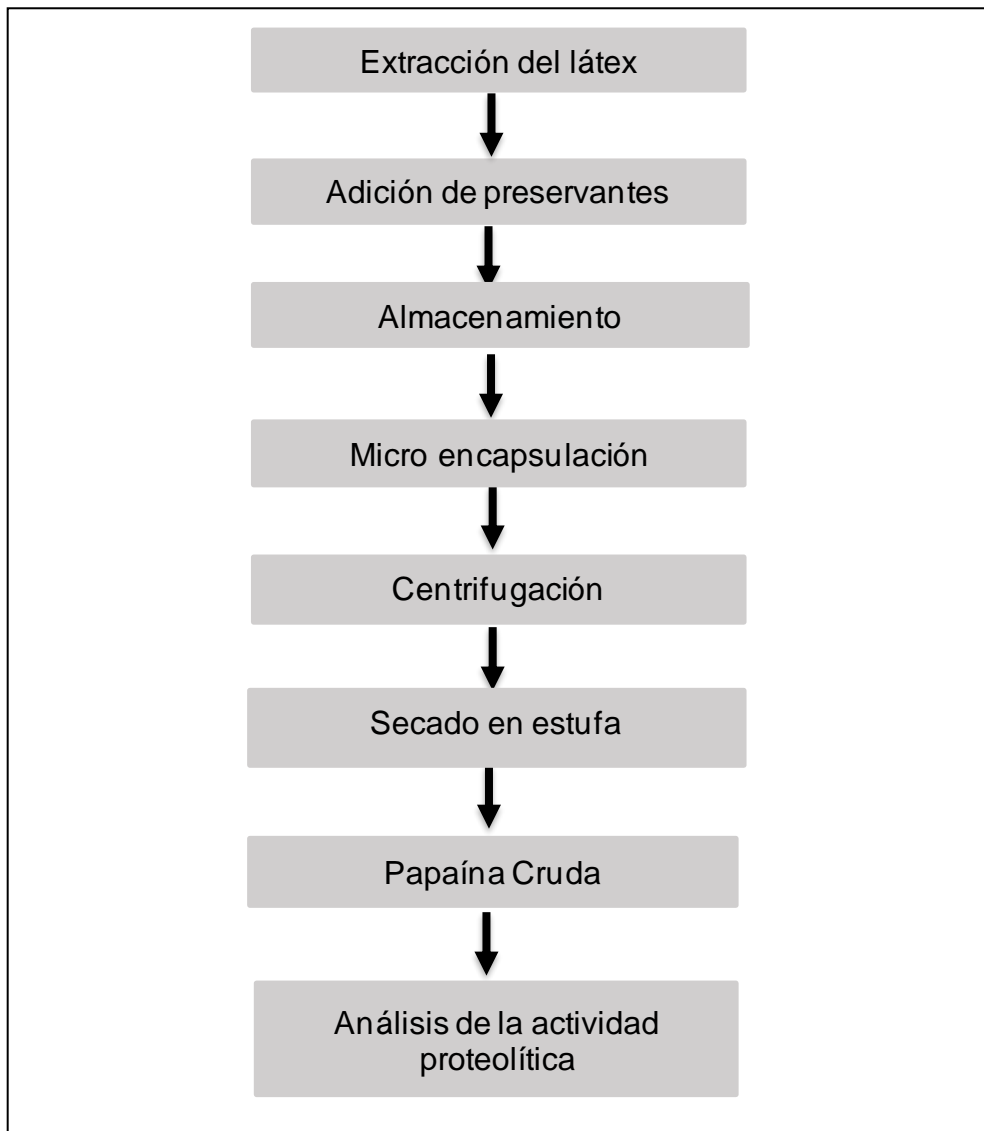 Extracción del látex
Adición de preservantes
Almacenamiento
Micro encapsulación
Centrifugación
Secado en estufa
Papaína Cruda
Análisis de la actividad
proteolítica